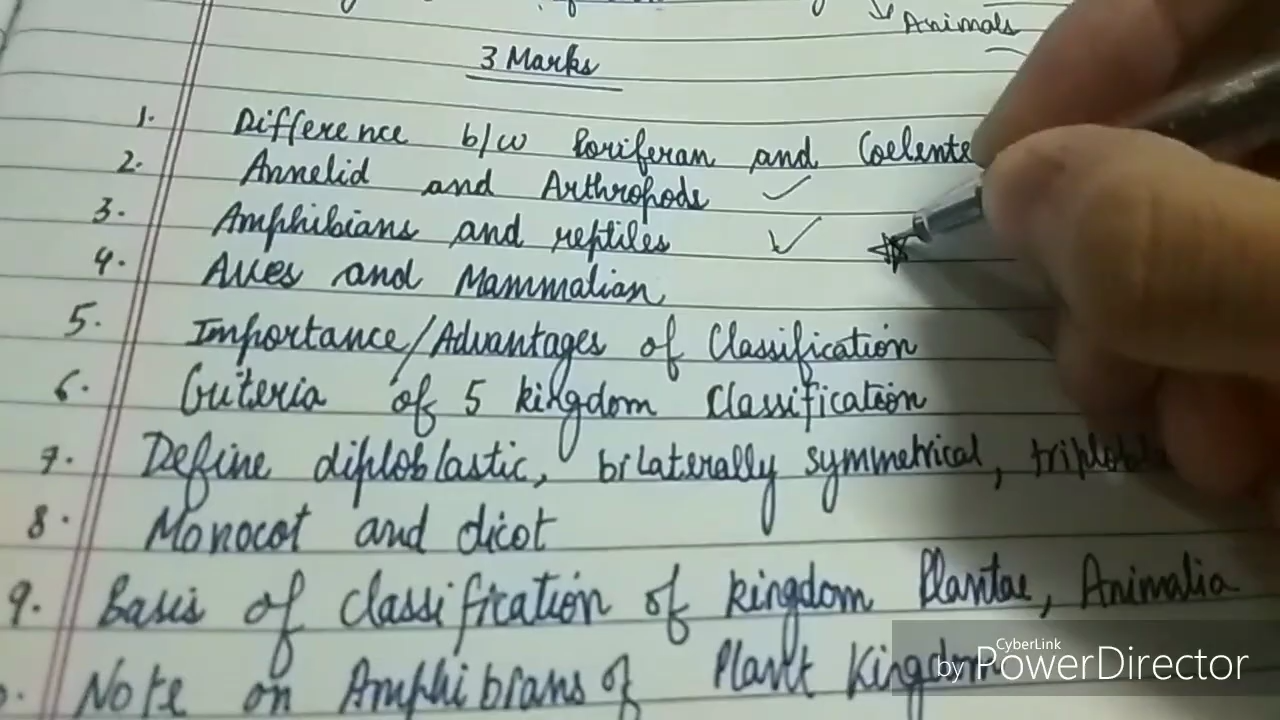 Animals
3 Marks
1. Difference b/w Poriferan and Coelente
2. Annelid and Arthropods ✓
3. Amphibians and reptiles ✓
4. Aves and Mammalian
5. Importance/Advantages of Classification
6. Criteria of 5 kingdom Classification
7. Define diploblastic, bilaterally symmetrical, triplobl
8. Monocot and dicot
9. Basis of classification of kingdom Plantae, Animalia
Note on Amphibians of Plant Kingdom
CyberLink
by PowerDirector